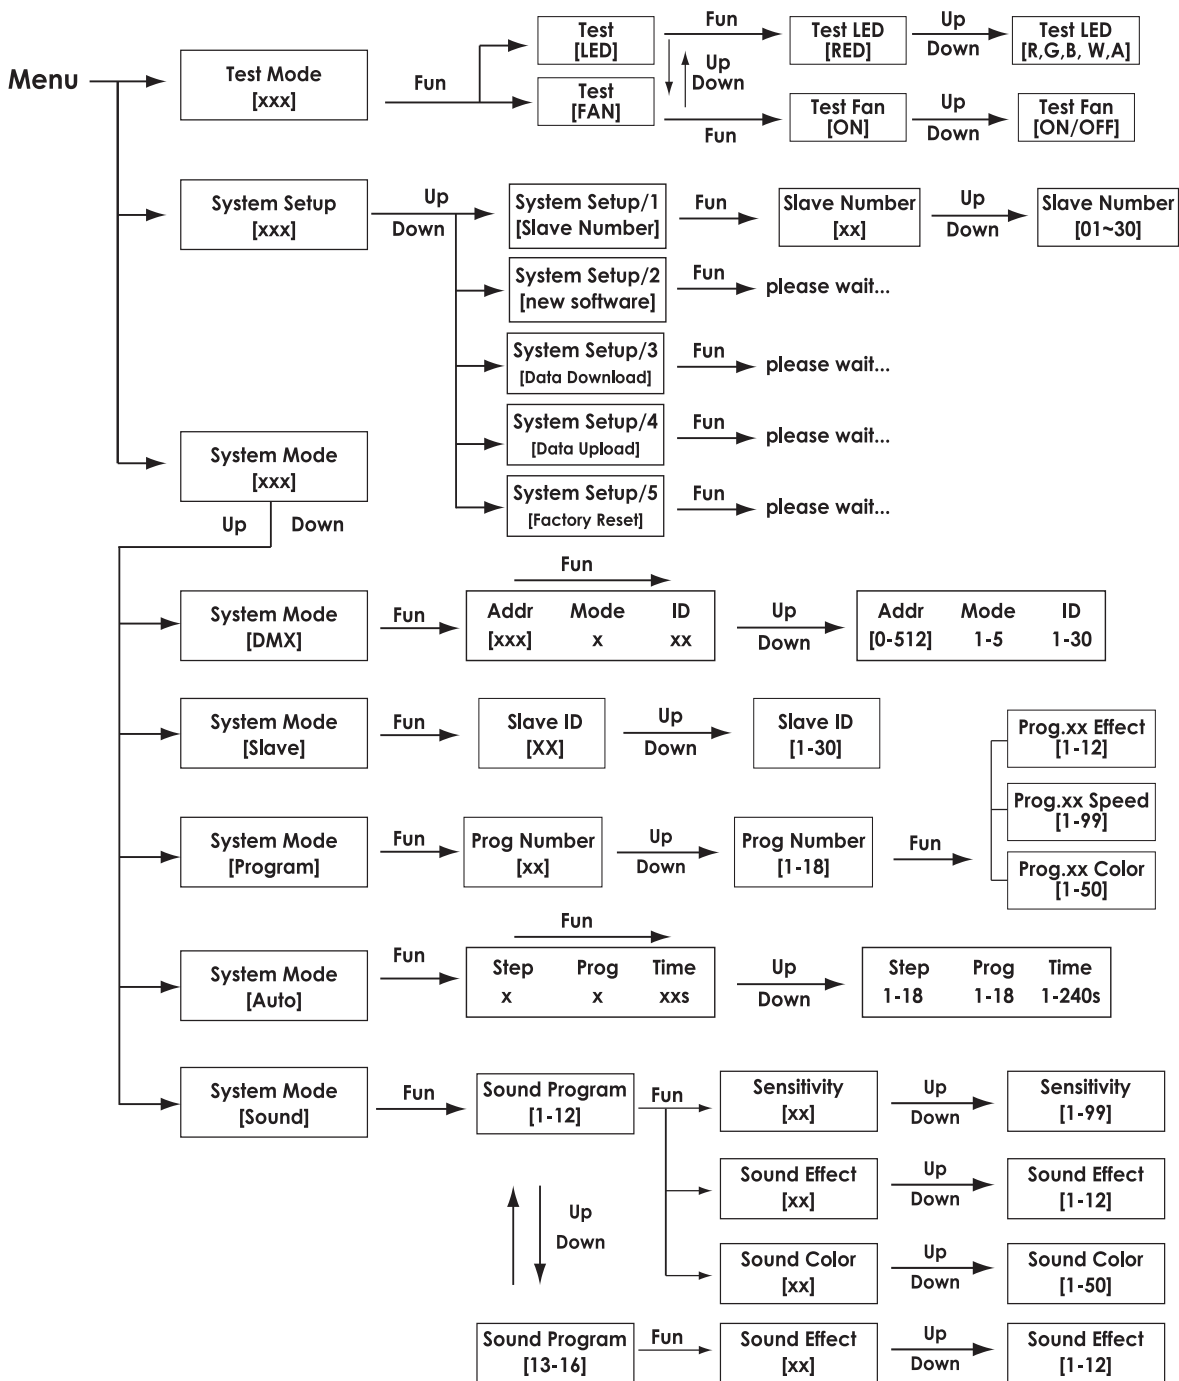 Menu
Test Mode
[xxx]
Fun
Test
[LED]
Test
[FAN]
Fun
Up
Down
Fun
Test LED
[RED]
Up
Down
Test LED
[R,G,B, W,A]
Test Fan
[ON]
Up
Down
Test Fan
[ON/OFF]
System Setup
[xxx]
Up
Down
System Setup/1
[Slave Number]
Fun
Slave Number
[xx]
Up
Down
Slave Number
[01~30]
System Setup/2
[new software]
Fun
please wait...
System Setup/3
[Data Download]
Fun
please wait...
System Setup/4
[Data Upload]
Fun
please wait...
System Setup/5
[Factory Reset]
Fun
please wait...
System Mode
[xxx]
Up Down
System Mode
[DMX]
Fun
Fun
Addr Mode ID
[xxx] x xx
Up
Down
Addr Mode ID
[0-512] 1-5 1-30
System Mode
[Slave]
Fun
Slave ID
[XX]
Up
Down
Slave ID
[1-30]
System Mode
[Program]
Fun
Prog Number
[xx]
Up
Down
Prog Number
[1-18]
Fun
Prog.xx Effect
[1-12]
Prog.xx Speed
[1-99]
Prog.xx Color
[1-50]
System Mode
[Auto]
Fun
Fun
Step Prog Time
x x xxs
Up
Down
Step Prog Time
1-18 1-18 1-240s
System Mode
[Sound]
Fun
Sound Program
[1-12]
Fun
Sensitivity
[xx]
Up
Down
Sensitivity
[1-99]
Sound Effect
[xx]
Up
Down
Sound Effect
[1-12]
Up
Down
Sound Color
[xx]
Up
Down
Sound Color
[1-50]
Sound Program
[13-16]
Fun
Sound Effect
[xx]
Up
Down
Sound Effect
[1-12]